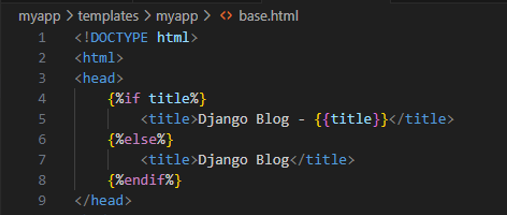 myapp > templates > myapp > <> base.html
1 <!DOCTYPE html>
2 <html>
3 <head>
4     {%if title%}
5         <title>Django Blog - {{title}}</title>
6     {%else%}
7         <title>Django Blog</title>
8     {%endif%}
9 </head>